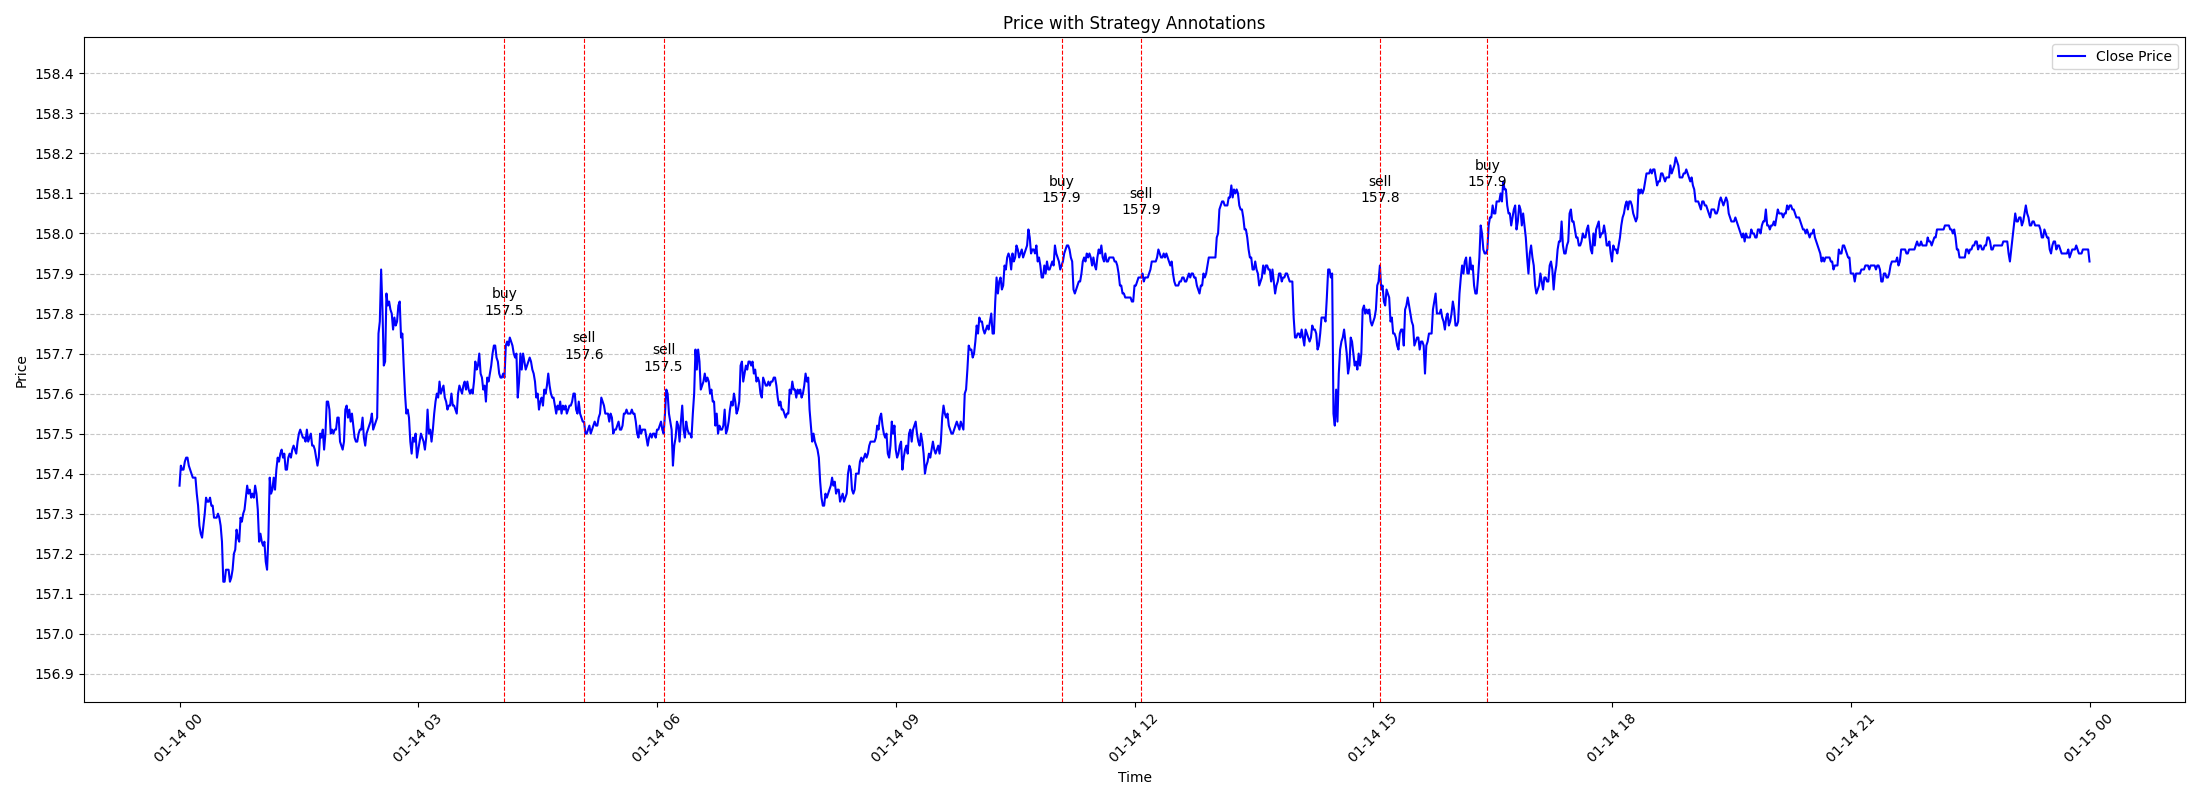 Price with Strategy Annotations
Close Price
158.4
158.3
158.2
158.1
158.0
157.9
157.8
157.7
157.6
157.5
157.4
157.3
157.2
157.1
157.0
156.9
Price
buy
157.5
sell
157.6
sell
157.5
buy
157.9
sell
157.9
sell
157.8
buy
157.9
01-14 00
01-14 03
01-14 06
01-14 09
01-14 12
01-14 15
01-14 18
01-14 21
01-15 00
Time